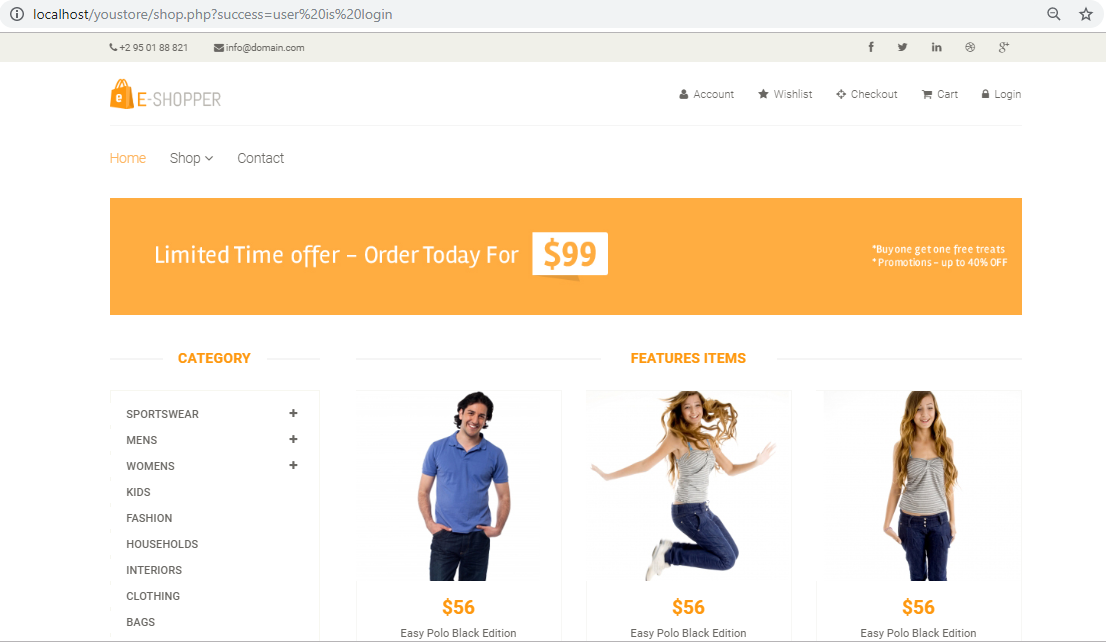 localhost/youstore/shop.php?success=user%20is%20login
+2 95 01 88 821 info@domain.com
e E-SHOPPER
Account Wishlist Checkout Cart Login
Home Shop Contact
Limited Time offer – Order Today For $99
*Buy one get one free treats
* Promotions – up to 40% OFF
CATEGORY
SPORTSWEAR +
MENS +
WOMENS +
KIDS
FASHION
HOUSEHOLDS
INTERIORS
CLOTHING
BAGS
FEATURES ITEMS
$56
Easy Polo Black Edition
$56
Easy Polo Black Edition
$56
Easy Polo Black Edition